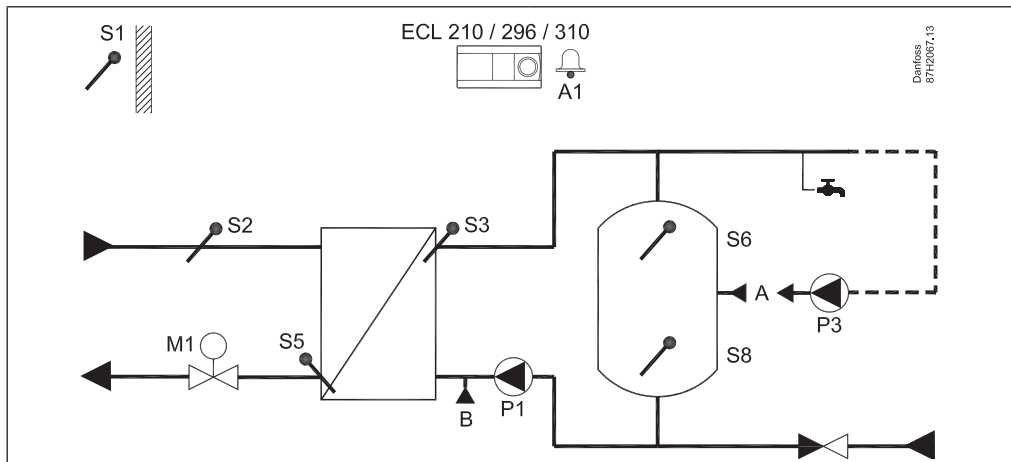 S1
ECL 210 / 296 / 310
A1
Danfoss
87H2067.13
S2
S3
S6
A
P3
M1
S5
S8
B
P1